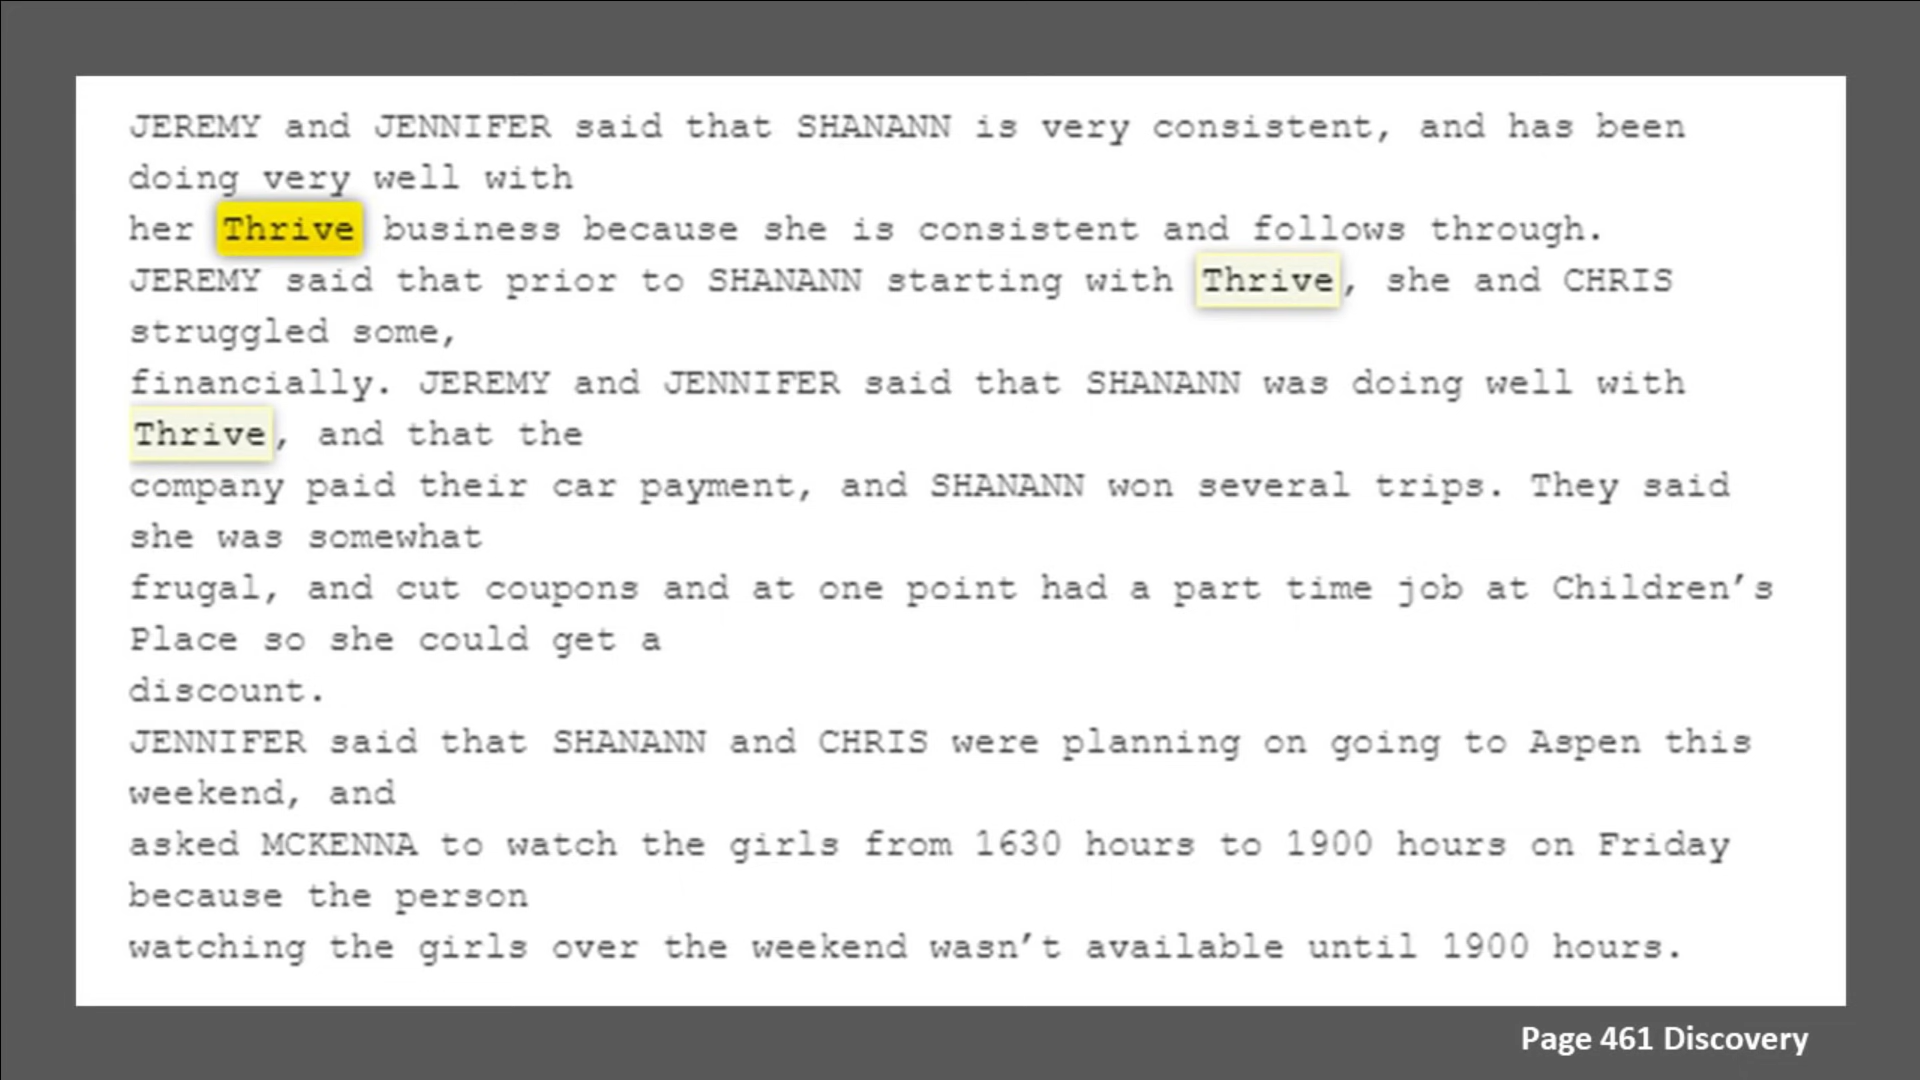 JEREMY and JENNIFER said that SHANANN is very consistent, and has been
doing very well with
her Thrive business because she is consistent and follows through.
JEREMY said that prior to SHANANN starting with Thrive, she and CHRIS
struggled some,
financially. JEREMY and JENNIFER said that SHANANN was doing well with
Thrive, and that the
company paid their car payment, and SHANANN won several trips. They said
she was somewhat
frugal, and cut coupons and at one point had a part time job at Children’s
Place so she could get a
discount.
JENNIFER said that SHANANN and CHRIS were planning on going to Aspen this
weekend, and
asked MCKENNA to watch the girls from 1630 hours to 1900 hours on Friday
because the person
watching the girls over the weekend wasn’t available until 1900 hours.
Page 461 Discovery